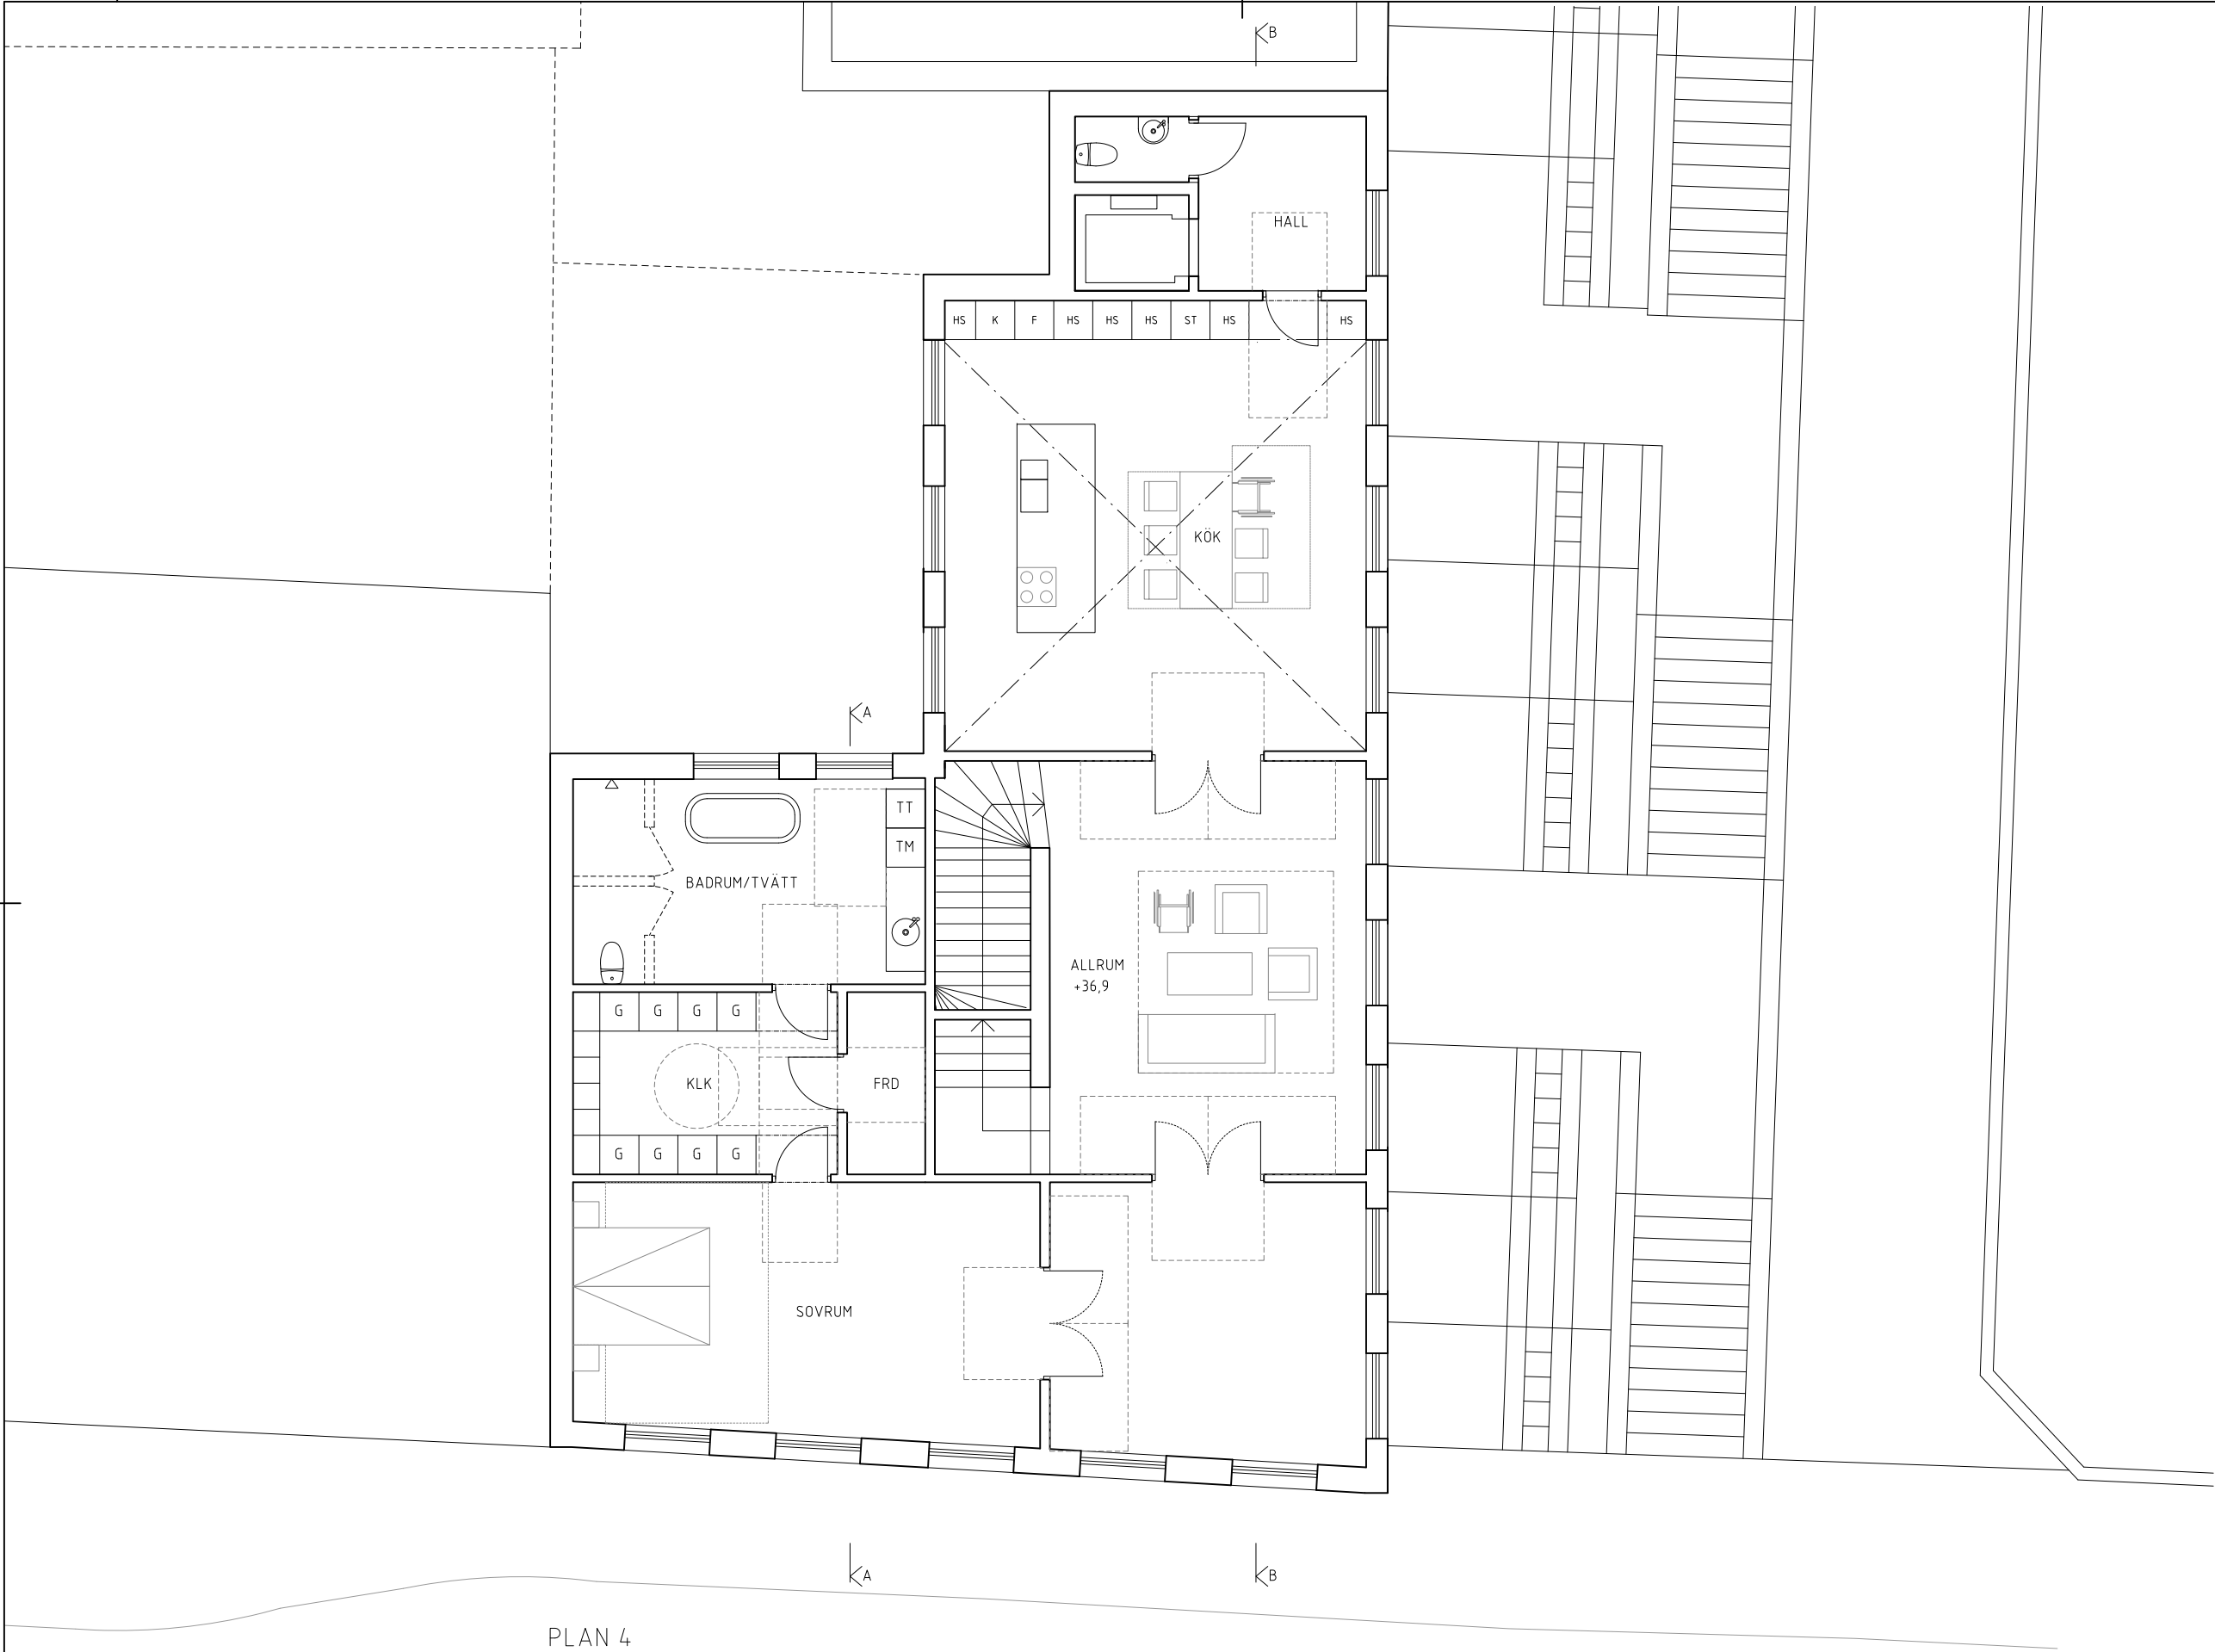 B
HALL
HS K F HS HS HS ST HS HS
KÖK
A
TT
TM
BADRUM/TVÄTT
ALLRUM
+36,9
G G G G
KLK
FRD
G G G G
SOVRUM
A
B
PLAN 4